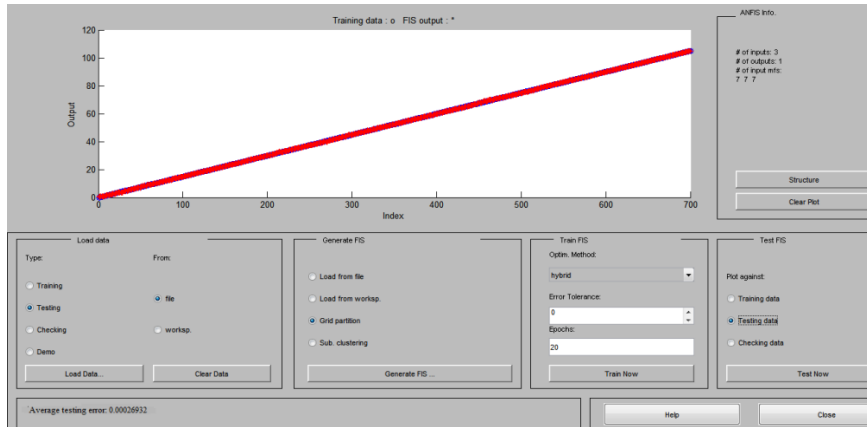 Training data : o   FIS output : *
120
100
80
60
40
20
0
Output
0 100 200 300 400 500 600 700
Index
ANFIS Info.
# of inputs: 3
# of outputs: 1
# of input mfs:
7 7 7
Structure
Clear Plot
Load data
Type:
From:
Training
Testing
Checking
Demo
file
worksp.
Load Data...
Clear Data
Generate FIS
Load from file
Load from worksp.
Grid partition
Sub. clustering
Generate FIS ...
Train FIS
Optim. Method:
hybrid
Error Tolerance:
0
Epochs:
20
Train Now
Test FIS
Plot against:
Training data
Testing data
Checking data
Test Now
Average testing error: 0.00026932
Help
Close